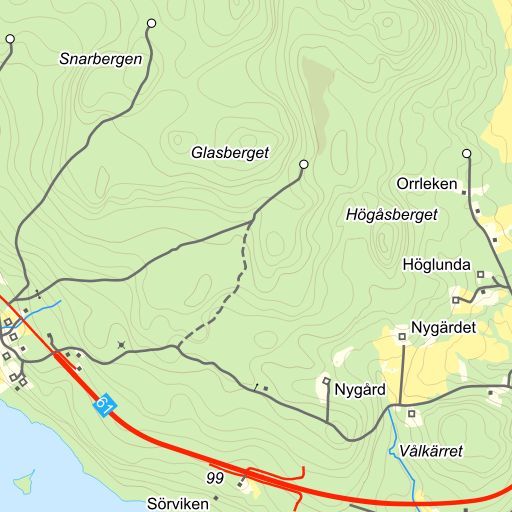 Snarbergen
Glasberget
Orrleken
Högåsberget
Höglunda
Nygärdet
Nygård
61
Vålkärret
99
Sörviken